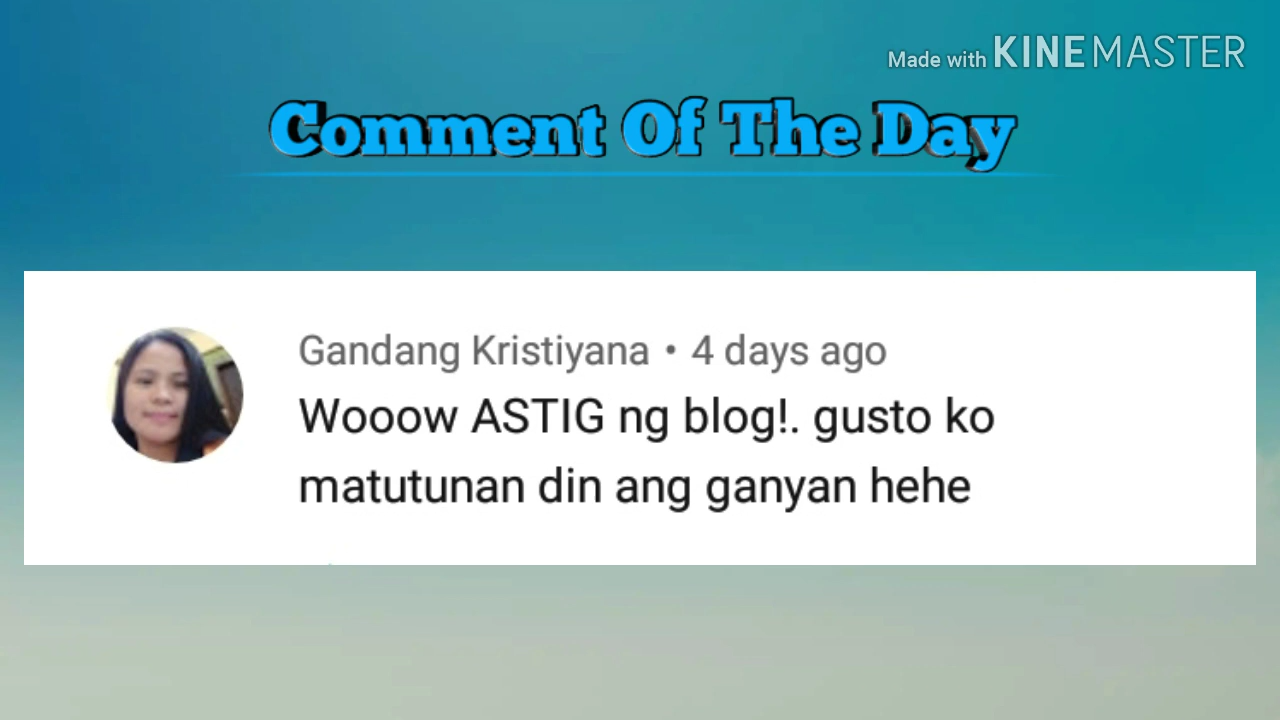 Made with KINEMASTER
Comment Of The Day
Gandang Kristiyana • 4 days ago
Wooow ASTIG ng blog!. gusto ko
matutunan din ang ganyan hehe